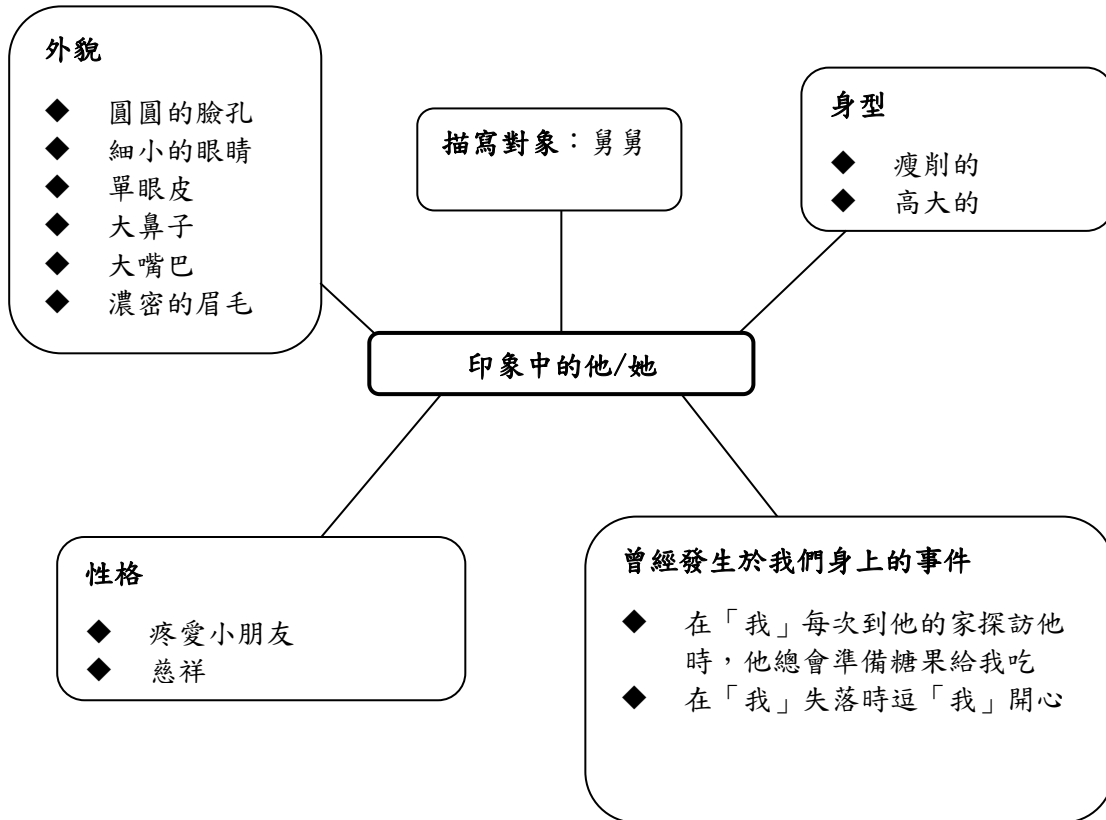 外貌
◆ 圓圓的臉孔
◆ 細小的眼睛
◆ 單眼皮
◆ 大鼻子
◆ 大嘴巴
◆ 濃密的眉毛
描寫對象：舅舅
身型
◆ 瘦削的
◆ 高大的
印象中的他/她
性格
◆ 疼愛小朋友
◆ 慈祥
曾經發生於我們身上的事件
◆ 在「我」每次到他的家探訪他
時，他總會準備糖果給我吃
◆ 在「我」失落時逗「我」開心